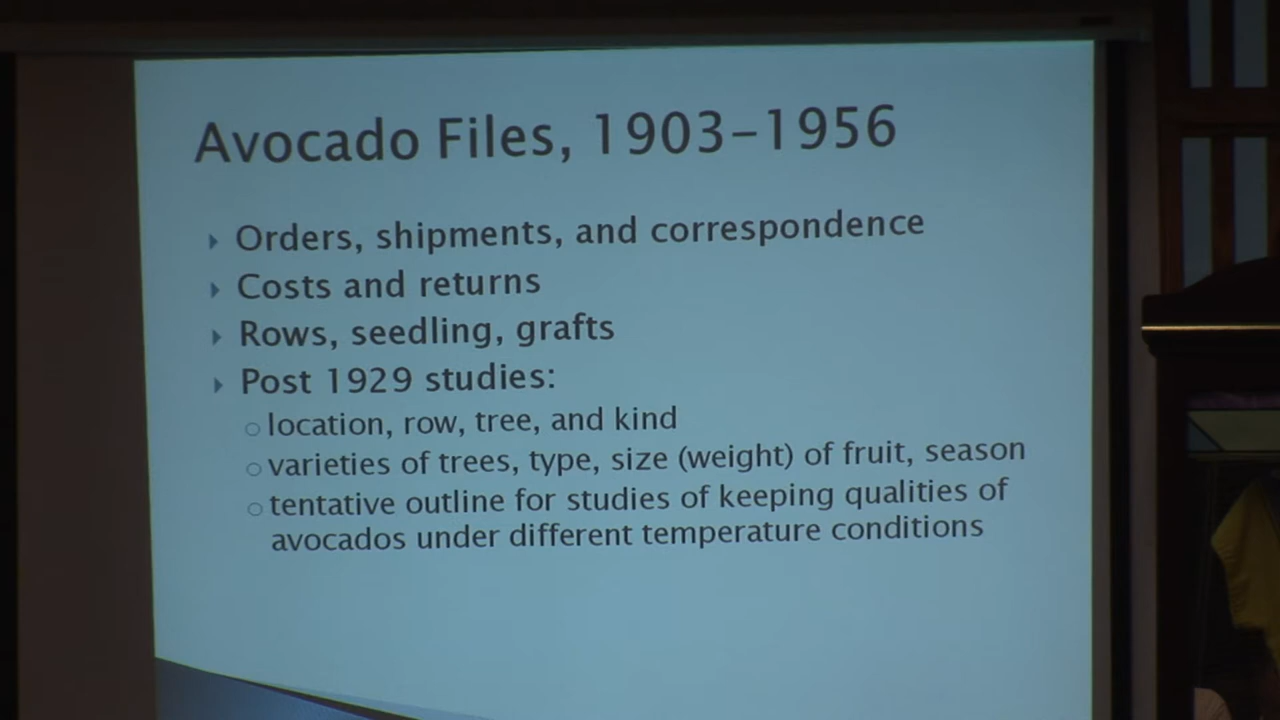 Avocado Files, 1903–1956
Orders, shipments, and correspondence
Costs and returns
Rows, seedling, grafts
Post 1929 studies:
location, row, tree, and kind
varieties of trees, type, size (weight) of fruit, season
tentative outline for studies of keeping qualities of
avocados under different temperature conditions